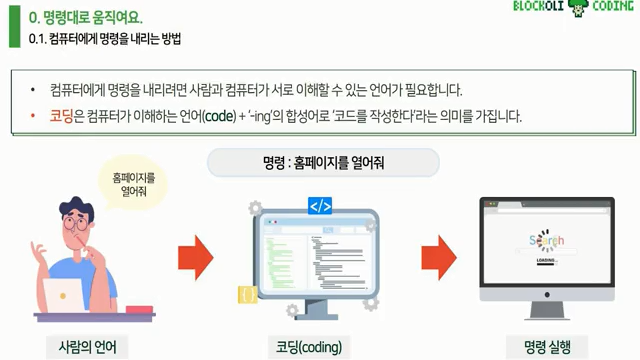 0. 명령대로 움직여요.
BLOCKOLI CODING
0.1. 컴퓨터에게 명령을 내리는 방법
• 컴퓨터에게 명령을 내리려면 사람과 컴퓨터가 서로 이해할 수 있는 언어가 필요합니다.
• 코딩은 컴퓨터가 이해하는 언어(code) + ‘-ing’의 합성어로 ‘코드를 작성한다’라는 의미를 가집니다.
명령 : 홈페이지를 열어줘
홈페이지를
열어줘
</>
Search
LOADING...
사람의 언어
코딩(coding)
명령 실행